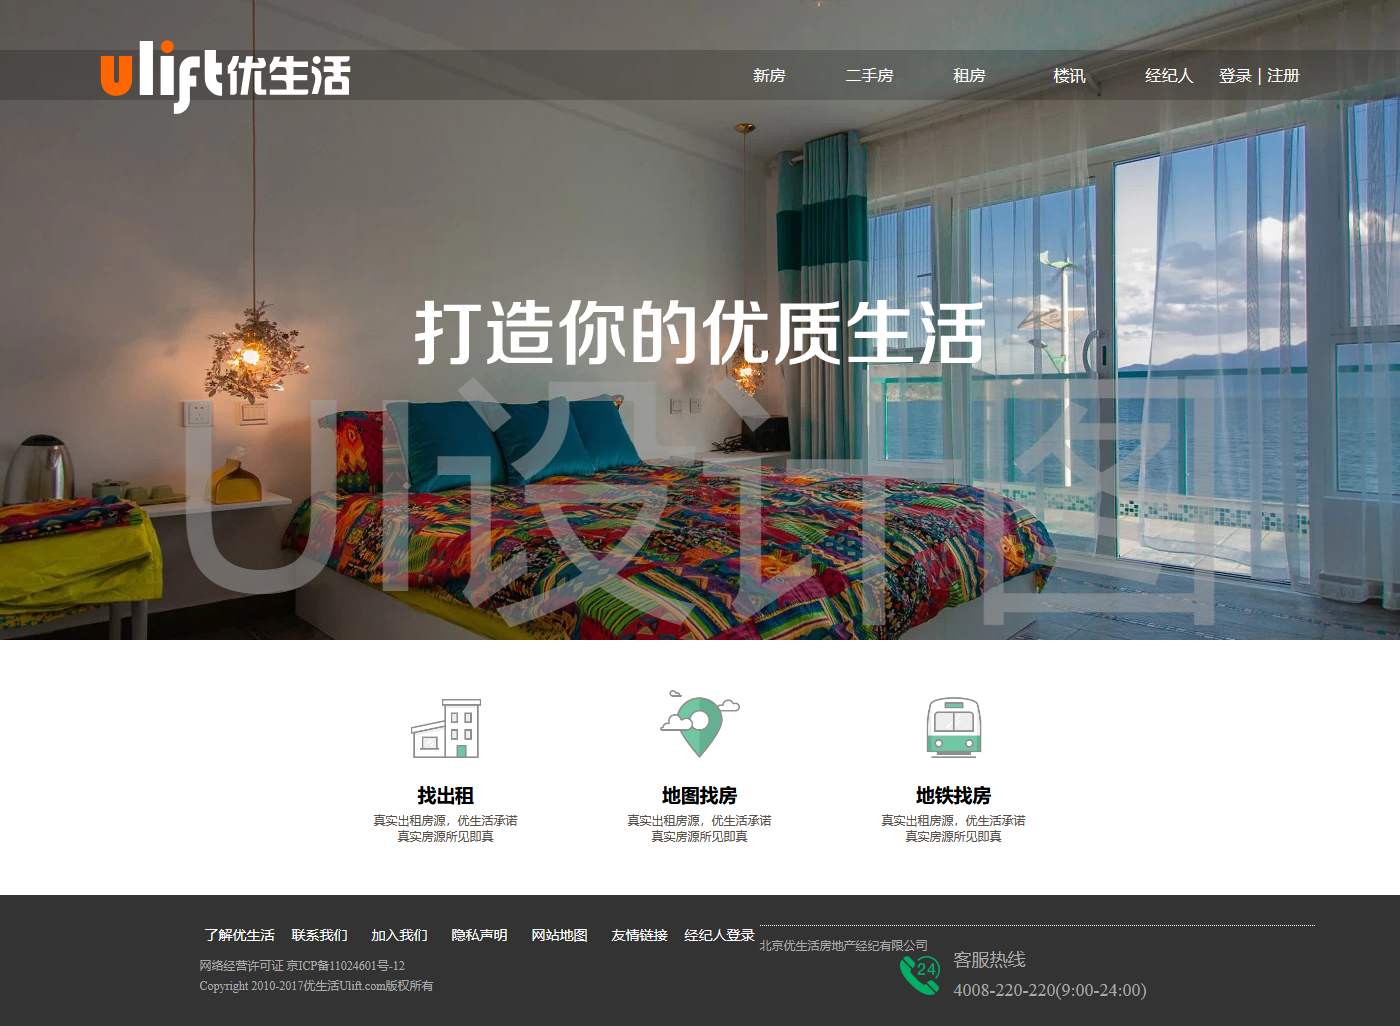 ulift优生活
新房 二手房 租房 楼讯 经纪人 登录 | 注册
打造你的优质生活
UI设计图
找出租 地图找房 地铁找房
真实出租房源，优生活承诺 真实出租房源，优生活承诺 真实出租房源，优生活承诺
真实房源所见即真 真实房源所见即真 真实房源所见即真
了解优生活 联系我们 加入我们 隐私声明 网站地图 友情链接 经纪人登录
北京优生活房地产经纪有限公司
网络经营许可证 京ICP备11024601号-12
Copyright 2010-2017优生活Ulift.com版权所有
24
客服热线
4008-220-220(9:00-24:00)